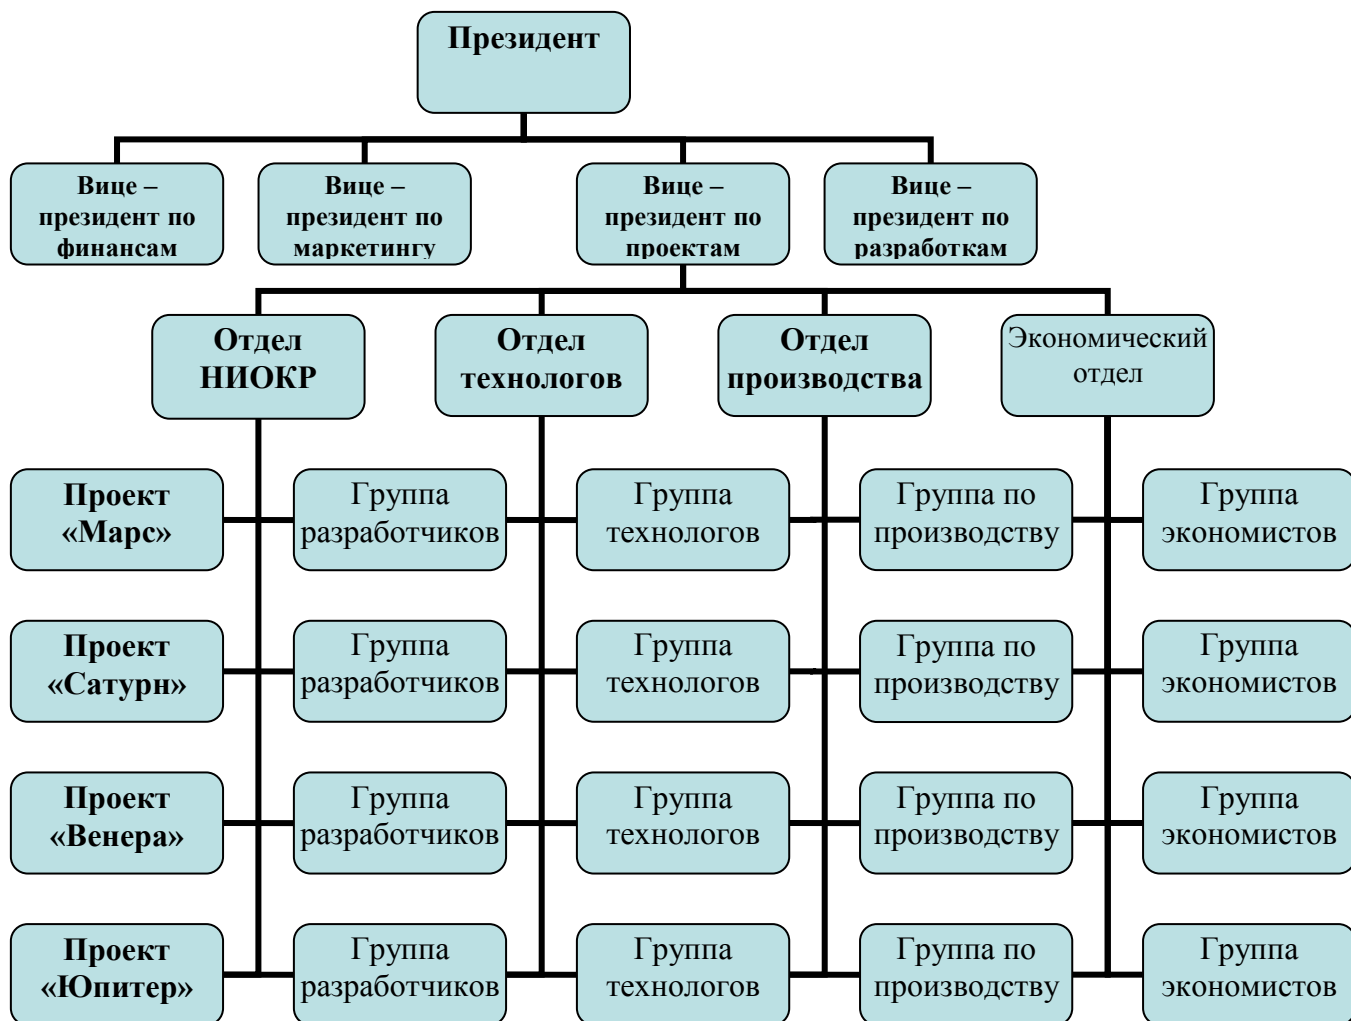 Президент
Вице –
президент по
финансам
Вице –
президент по
маркетингу
Вице –
президент по
проектам
Вице –
президент по
разработкам
Отдел
НИОКР
Отдел
технологов
Отдел
производства
Экономический
отдел
Проект
«Марс»
Группа
разработчиков
Группа
технологов
Группа по
производству
Группа
экономистов
Проект
«Сатурн»
Группа
разработчиков
Группа
технологов
Группа по
производству
Группа
экономистов
Проект
«Венера»
Группа
разработчиков
Группа
технологов
Группа по
производству
Группа
экономистов
Проект
«Юпитер»
Группа
разработчиков
Группа
технологов
Группа по
производству
Группа
экономистов